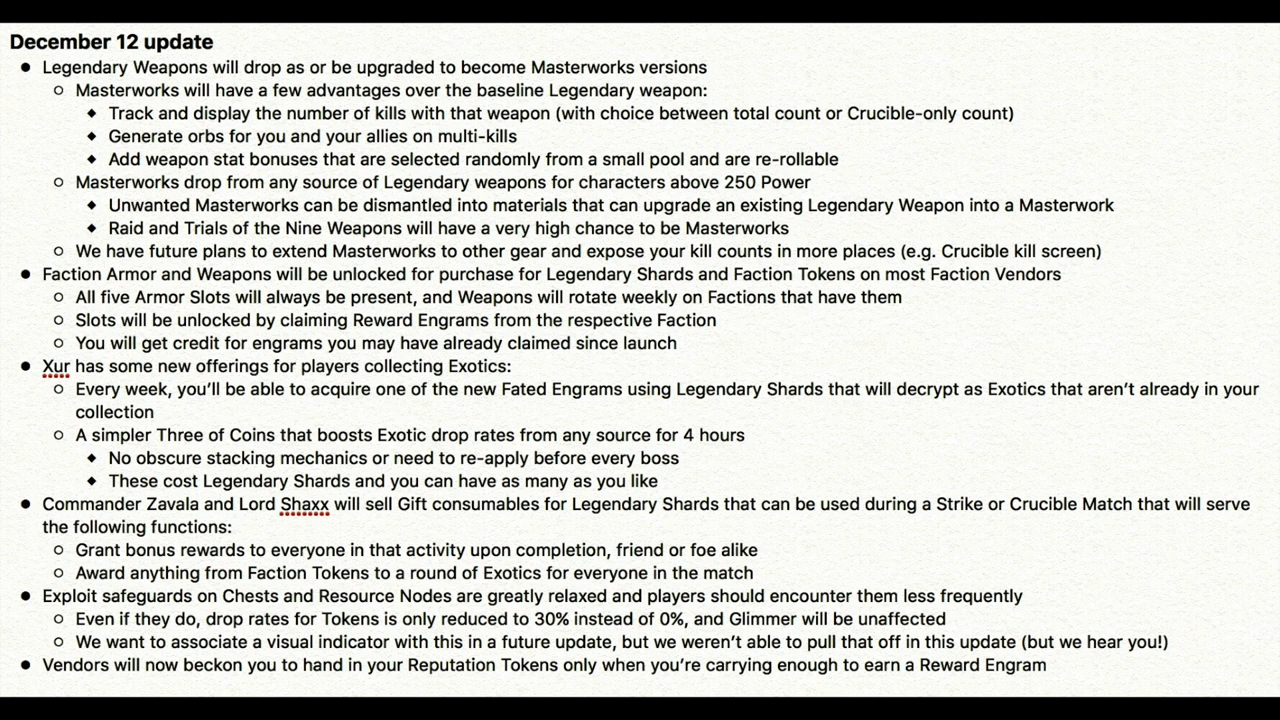 December 12 update
● Legendary Weapons will drop as or be upgraded to become Masterworks versions
○ Masterworks will have a few advantages over the baseline Legendary weapon:
◆ Track and display the number of kills with that weapon (with choice between total count or Crucible-only count)
◆ Generate orbs for you and your allies on multi-kills
◆ Add weapon stat bonuses that are selected randomly from a small pool and are re-rollable
○ Masterworks drop from any source of Legendary weapons for characters above 250 Power
◆ Unwanted Masterworks can be dismantled into materials that can upgrade an existing Legendary Weapon into a Masterwork
◆ Raid and Trials of the Nine Weapons will have a very high chance to be Masterworks
○ We have future plans to extend Masterworks to other gear and expose your kill counts in more places (e.g. Crucible kill screen)
● Faction Armor and Weapons will be unlocked for purchase for Legendary Shards and Faction Tokens on most Faction Vendors
○ All five Armor Slots will always be present, and Weapons will rotate weekly on Factions that have them
○ Slots will be unlocked by claiming Reward Engrams from the respective Faction
○ You will get credit for engrams you may have already claimed since launch
● Xur has some new offerings for players collecting Exotics:
○ Every week, you’ll be able to acquire one of the new Fated Engrams using Legendary Shards that will decrypt as Exotics that aren’t already in your
collection
○ A simpler Three of Coins that boosts Exotic drop rates from any source for 4 hours
◆ No obscure stacking mechanics or need to re-apply before every boss
◆ These cost Legendary Shards and you can have as many as you like
● Commander Zavala and Lord Shaxx will sell Gift consumables for Legendary Shards that can be used during a Strike or Crucible Match that will serve
the following functions:
○ Grant bonus rewards to everyone in that activity upon completion, friend or foe alike
○ Award anything from Faction Tokens to a round of Exotics for everyone in the match
● Exploit safeguards on Chests and Resource Nodes are greatly relaxed and players should encounter them less frequently
○ Even if they do, drop rates for Tokens is only reduced to 30% instead of 0%, and Glimmer will be unaffected
○ We want to associate a visual indicator with this in a future update, but we weren’t able to pull that off in this update (but we hear you!)
● Vendors will now beckon you to hand in your Reputation Tokens only when you’re carrying enough to earn a Reward Engram